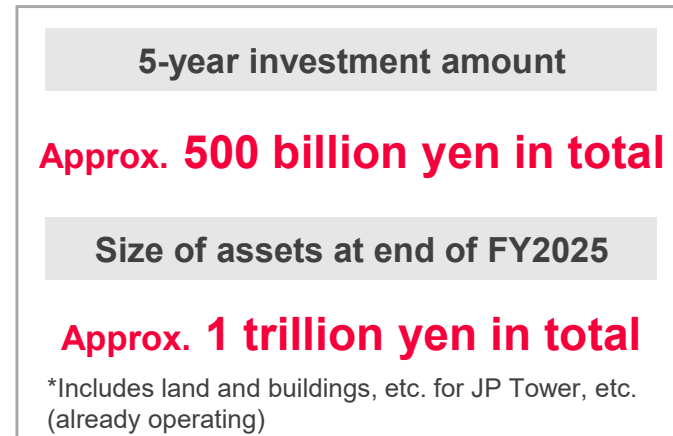 5-year investment amount
Approx. 500 billion yen in total
Size of assets at end of FY2025
Approx. 1 trillion yen in total
*Includes land and buildings, etc. for JP Tower, etc.
(already operating)